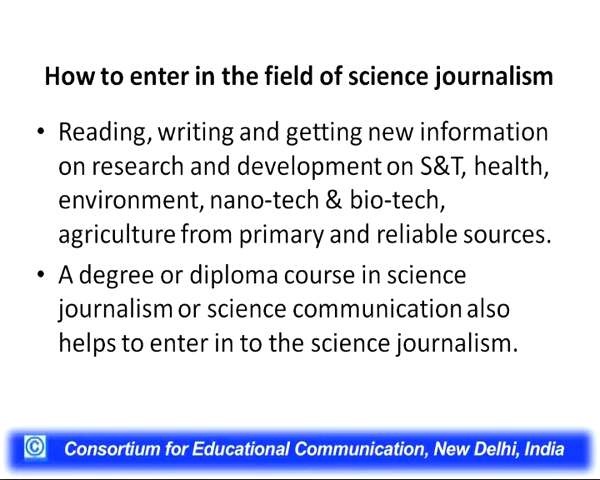 How to enter in the field of science journalism
• Reading, writing and getting new information
on research and development on S&T, health,
environment, nano-tech & bio-tech,
agriculture from primary and reliable sources.
• A degree or diploma course in science
journalism or science communication also
helps to enter in to the science journalism.
© Consortium for Educational Communication, New Delhi, India